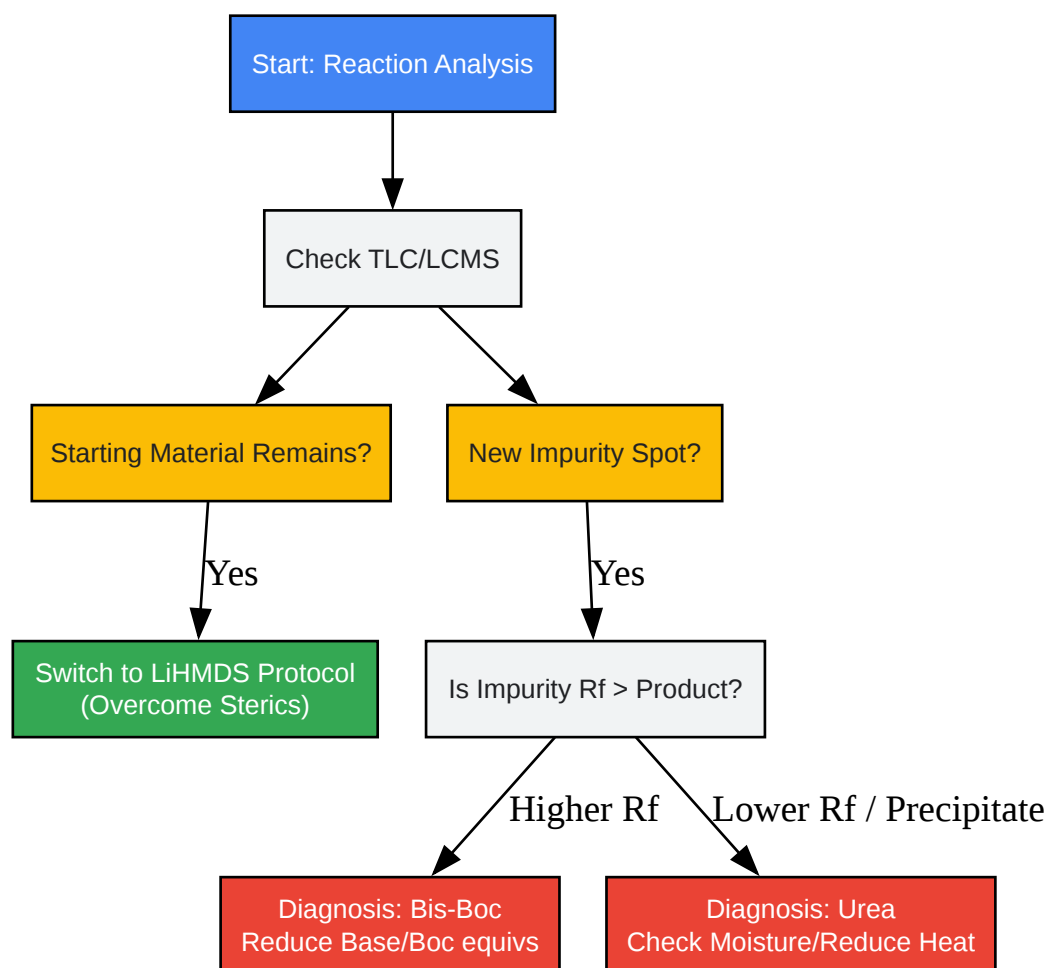 Start: Reaction Analysis
Check TLC/LCMS
Starting Material Remains?
New Impurity Spot?
Yes
Yes
Switch to LiHMDS Protocol
(Overcome Sterics)
Is Impurity Rf > Product?
Higher Rf
Lower Rf / Precipitate
Diagnosis: Bis-Boc
Reduce Base/Boc equivs
Diagnosis: Urea
Check Moisture/Reduce Heat